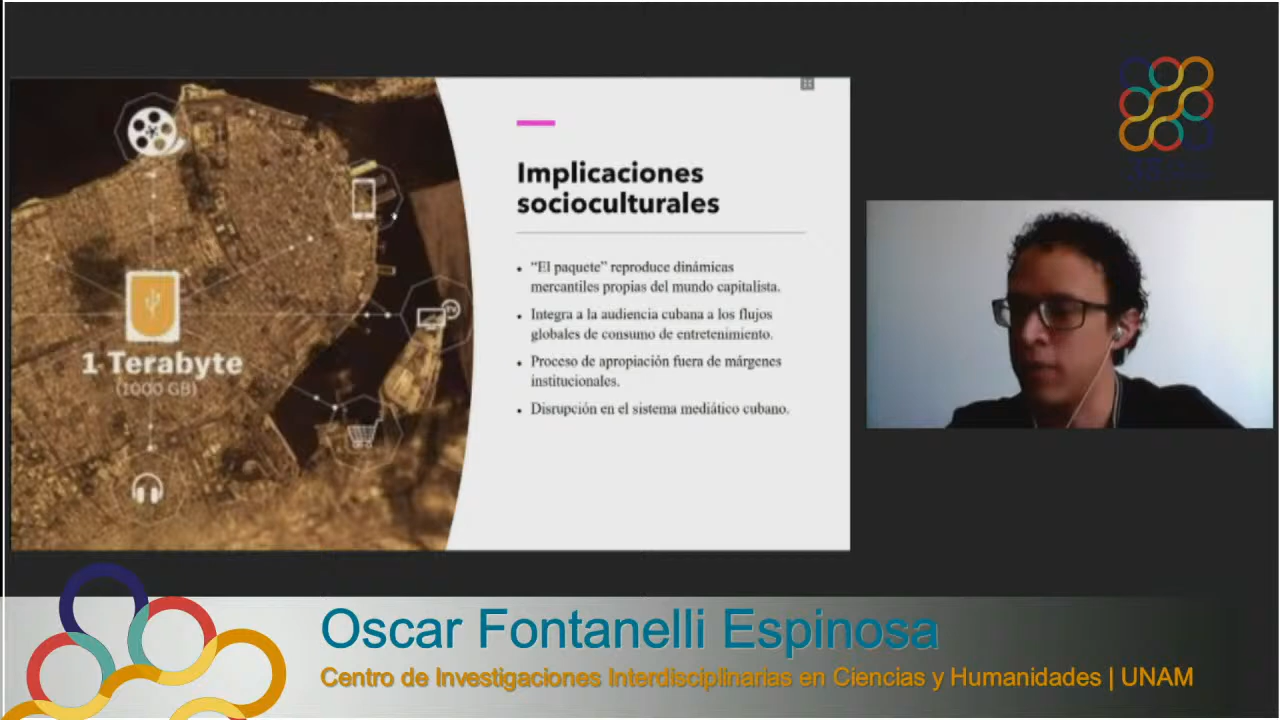 1 Terabyte
(1000 GB)
Implicaciones
socioculturales
• “El paquete” reproduce dinámicas
mercantiles propias del mundo capitalista.
• Integra a la audiencia cubana a los flujos
globales de consumo de entretenimiento.
• Proceso de apropiación fuera de márgenes
institucionales.
• Disrupción en el sistema mediático cubano.
Oscar Fontanelli Espinosa
Centro de Investigaciones Interdisciplinarias en Ciencias y Humanidades | UNAM